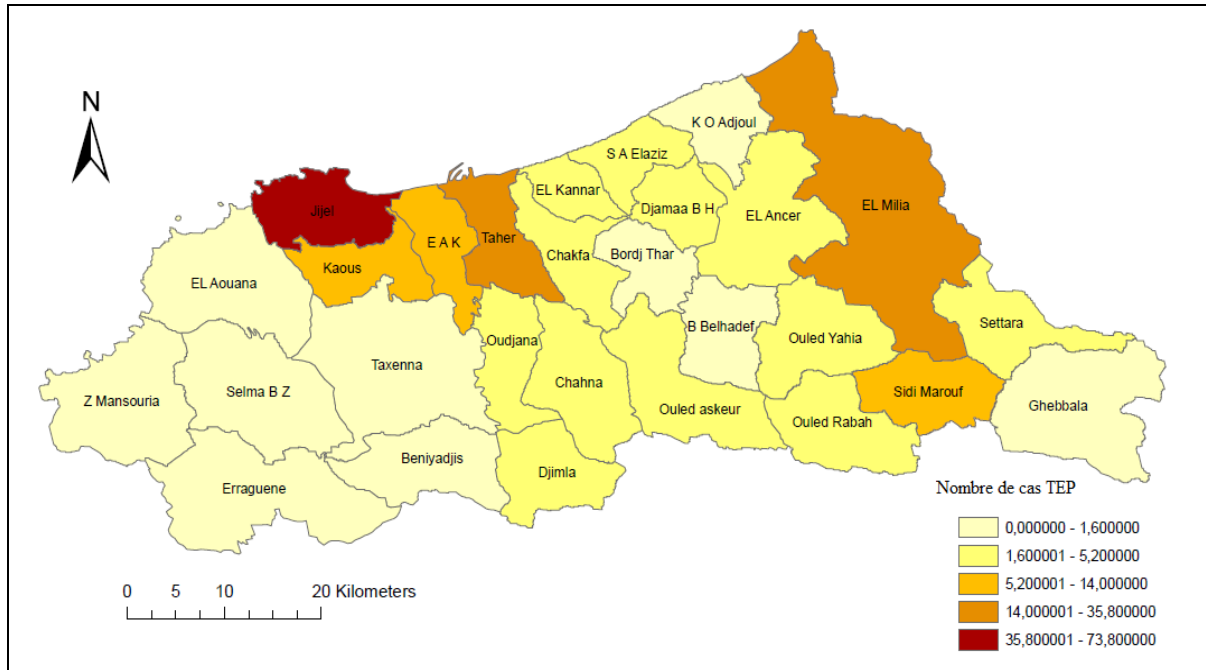 N
K O Adjoul
S A Elaziz
EL Kannar
Jijel
Djamaa B H
EL Ancer
EL Milia
E A K
Taher
Chakfa
Bordj Thar
Kaous
EL Aouana
B Belhadef
Settara
Oudjana
Ouled Yahia
Taxenna
Chahna
Selma B Z
Sidi Marouf
Z Mansouria
Ouled askeur
Ghebbala
Ouled Rabah
Beniyadjis
Djimla
Erraguene
Nombre de cas TEP
0,000000 - 1,600000
1,600001 - 5,200000
5,200001 - 14,000000
14,000001 - 35,800000
35,800001 - 73,800000
0 5 10 20 Kilometers